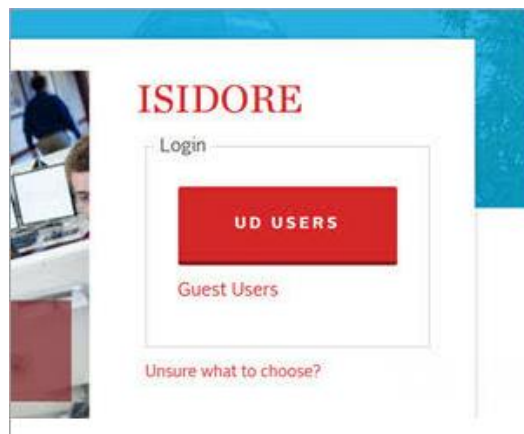 ISIDORE
Login
UD USERS
Guest Users
Unsure what to choose?